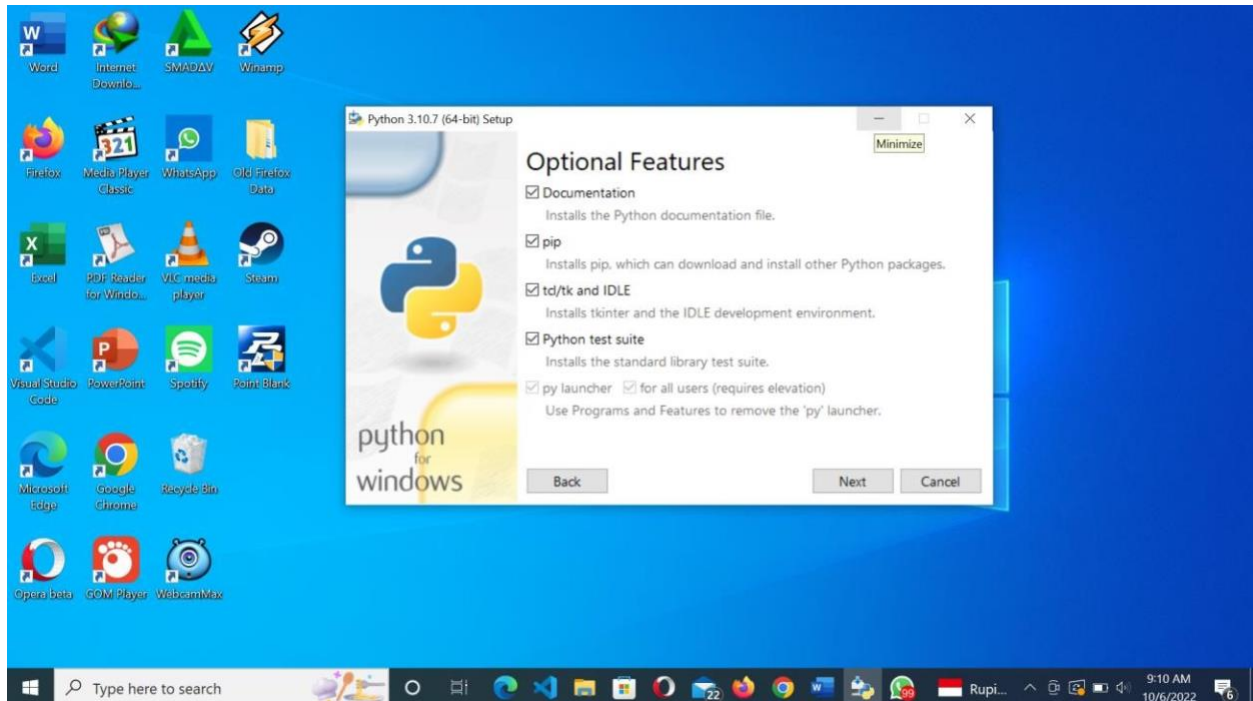 Word
Internet
Downlo...
SMADAV
Winamp
Firefox
Media Player
Classic
WhatsApp
Old Firefox
Data
Excel
PDF Reader
for Windo...
VLC media
player
Steam
Visual Studio
Code
PowerPoint
Spotify
Point Blank
Microsoft
Edge
Google
Chrome
Recycle Bin
Opera beta
GOM Player
WebcamMax
321
Python 3.10.7 (64-bit) Setup
Minimize
Optional Features
Documentation
Installs the Python documentation file.
pip
Installs pip, which can download and install other Python packages.
td/tk and IDLE
Installs tkinter and the IDLE development environment.
Python test suite
Installs the standard library test suite.
py launcher for all users (requires elevation)
Use Programs and Features to remove the 'py' launcher.
python
for
windows
Back Next Cancel
Type here to search
22
99
Rupi...
9:10 AM
10/6/2022
6